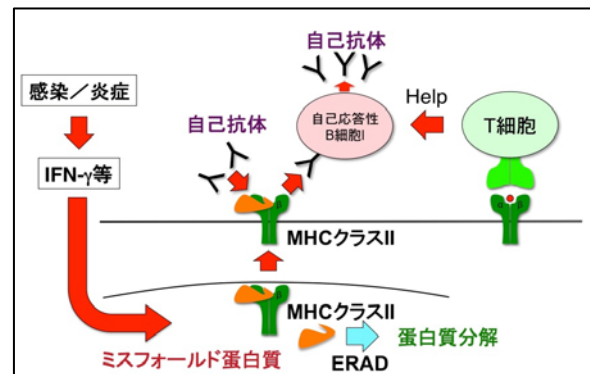 自己抗体
感染／炎症
Help
自己応答性
B細胞I
T細胞
自己抗体
IFN-γ等
α β
MHCクラスII
MHCクラスII
蛋白質分解
ミスフォールド蛋白質
ERAD